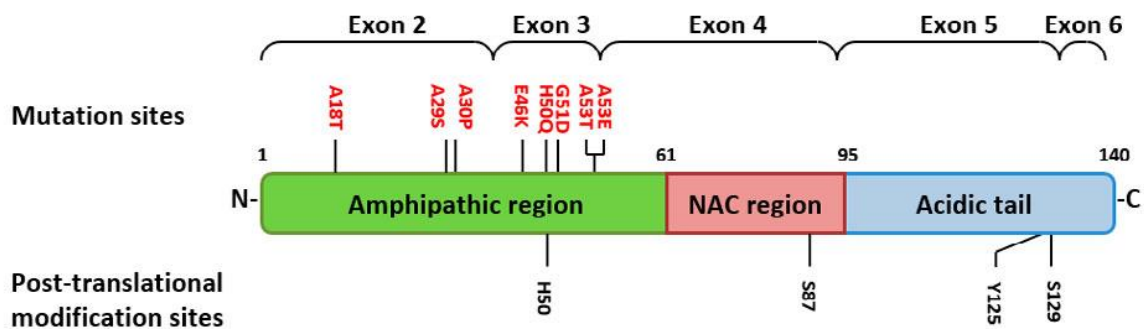 Exon 2 Exon 3 Exon 4 Exon 5 Exon 6
Mutation sites
A18T A29S A30P E46K H50Q G51D A53T A53E
1 61 95 140
N- Amphipathic region NAC region Acidic tail -C
Post-translational
modification sites
H50 S87 Y125 S129